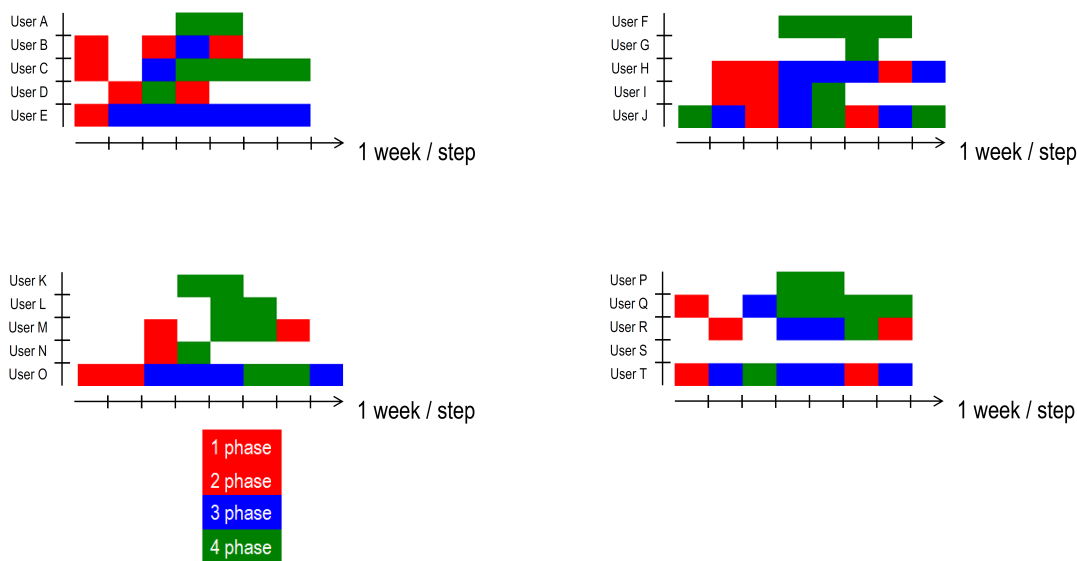 User A
User B
User C
User D
User E
1 week / step
User F
User G
User H
User I
User J
1 week / step
User K
User L
User M
User N
User O
1 week / step
User P
User Q
User R
User S
User T
1 week / step
1 phase
2 phase
3 phase
4 phase